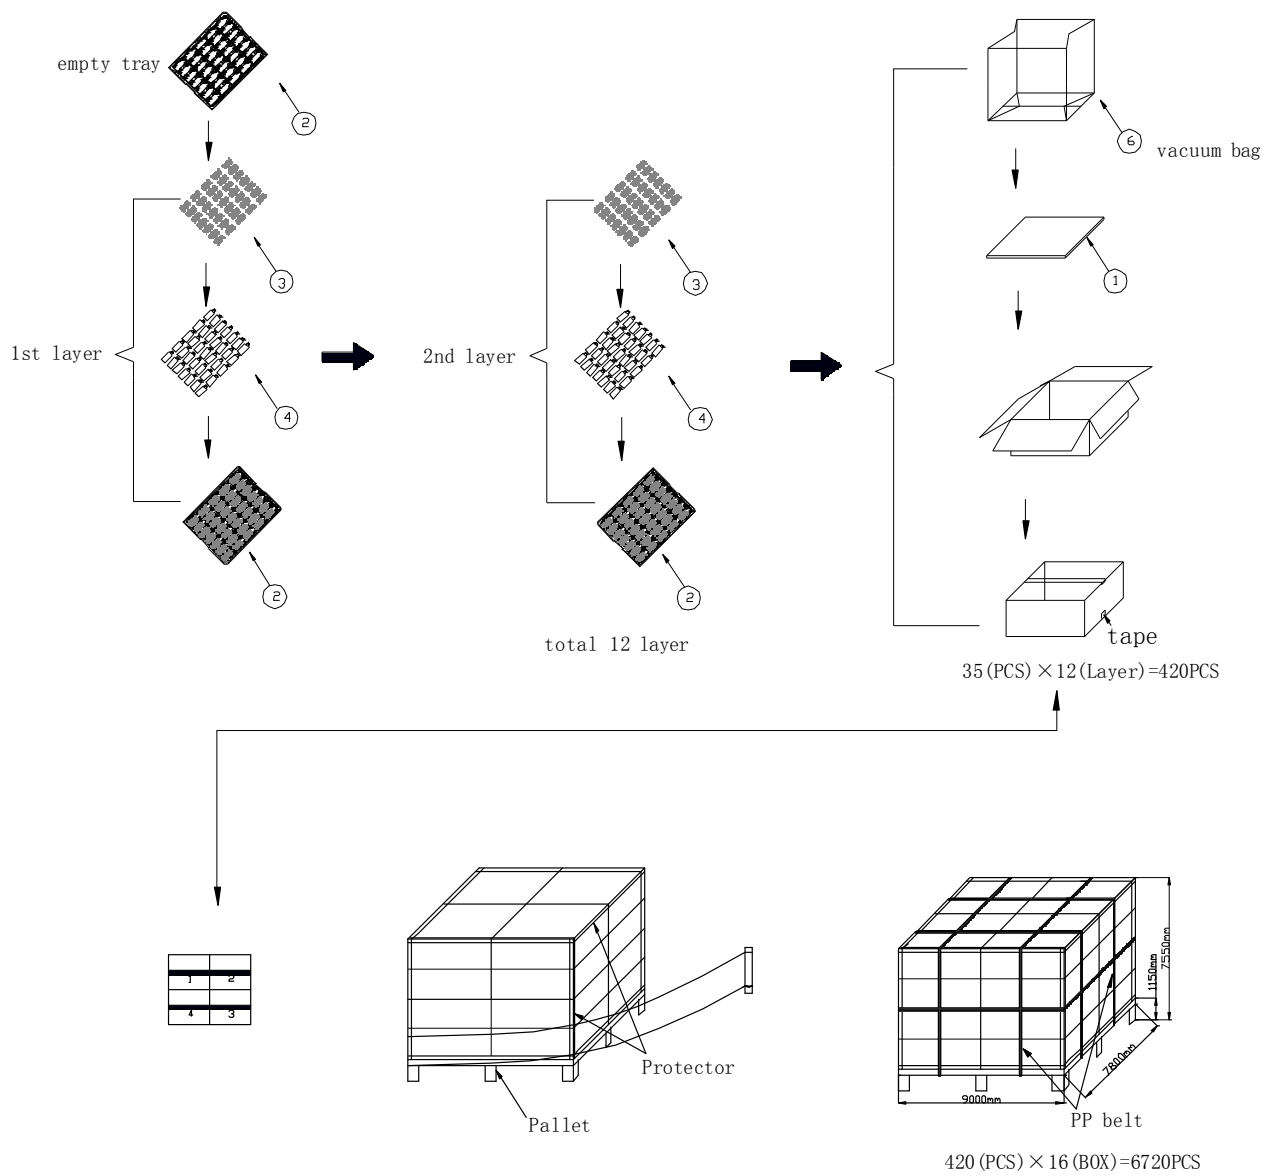 empty tray
2
3
1st layer
4
2
3
2nd layer
4
2
total 12 layer
6
vacuum bag
1
tape
35(PCS)×12(Layer)=420PCS
1
2
4
3
Protector
Pallet
1150mm
7550mm
7800mm
9000mm
PP belt
420(PCS)×16(BOX)=6720PCS